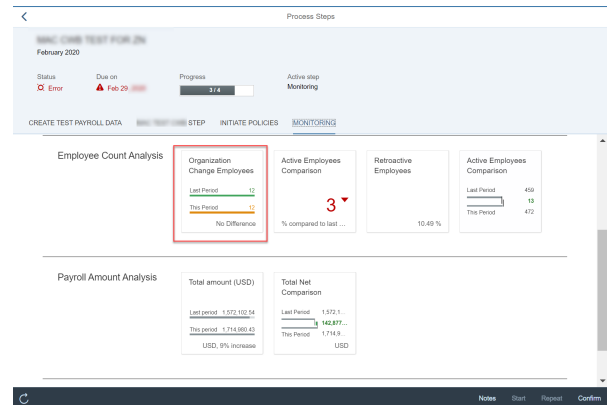 Process Steps
February 2020
Status
Due on
Progress
Active step
Error
Feb 29,
3 / 4
Monitoring
CREATE TEST PAYROLL DATA
STEP
INITIATE POLICIES
MONITORING
Employee Count Analysis
Organization
Change Employees
Last Period 12
This Period 12
No Difference
Active Employees
Comparison
3
% compared to last ...
Retroactive
Employees
10.49 %
Active Employees
Comparison
Last Period 459
13
This Period 472
Payroll Amount Analysis
Total amount (USD)
Last period 1,572,102.54
This period 1,714,980.43
USD, 9% increase
Total Net
Comparison
Last Period 1,572,1...
142,877...
This Period 1,714,9...
USD
Notes Start Repeat Confirm